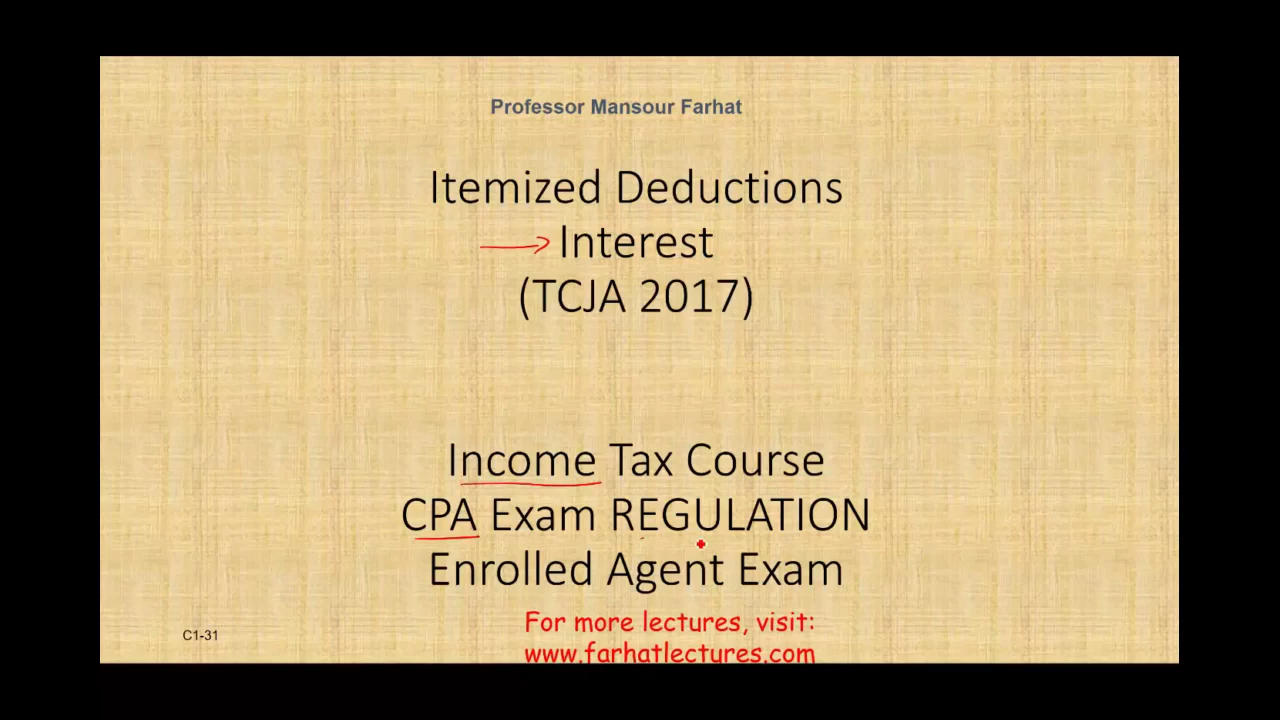 Professor Mansour Farhat
Itemized Deductions
Interest
(TCJA 2017)
Income Tax Course
CPA Exam REGULATION
Enrolled Agent Exam
For more lectures, visit:
www.farhatlectures.com
C1-31